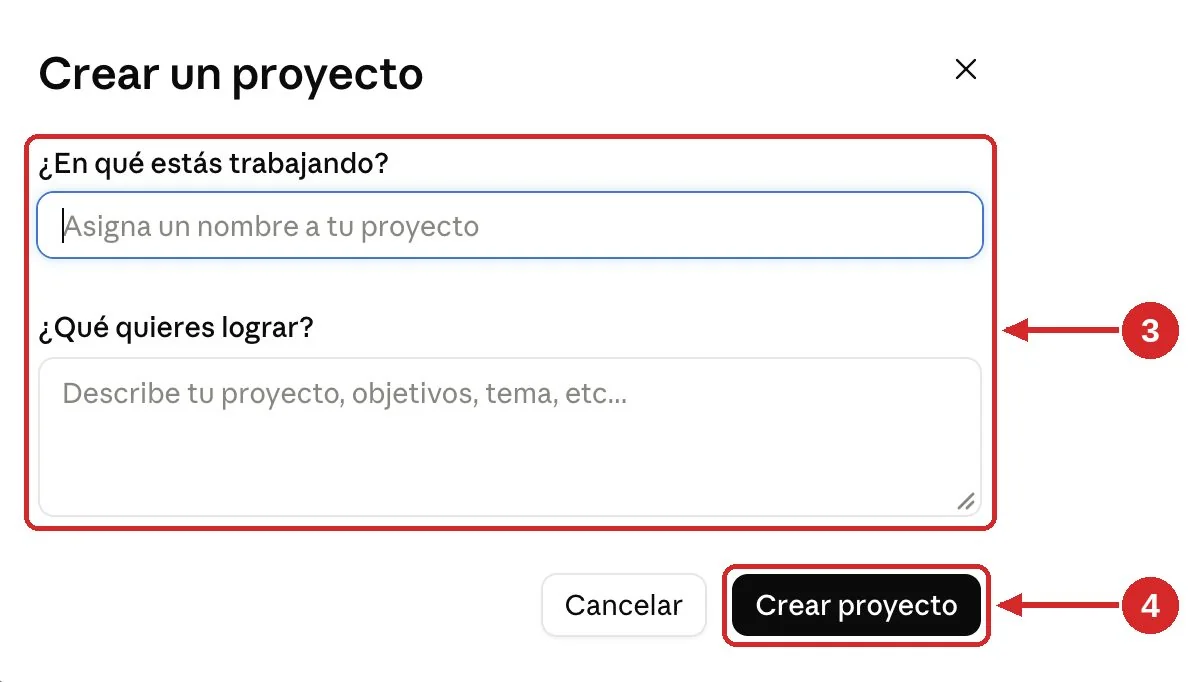 Crear un proyecto
¿En qué estás trabajando?
Asigna un nombre a tu proyecto
¿Qué quieres lograr?
3
Describe tu proyecto, objetivos, tema, etc...
Cancelar
Crear proyecto
4